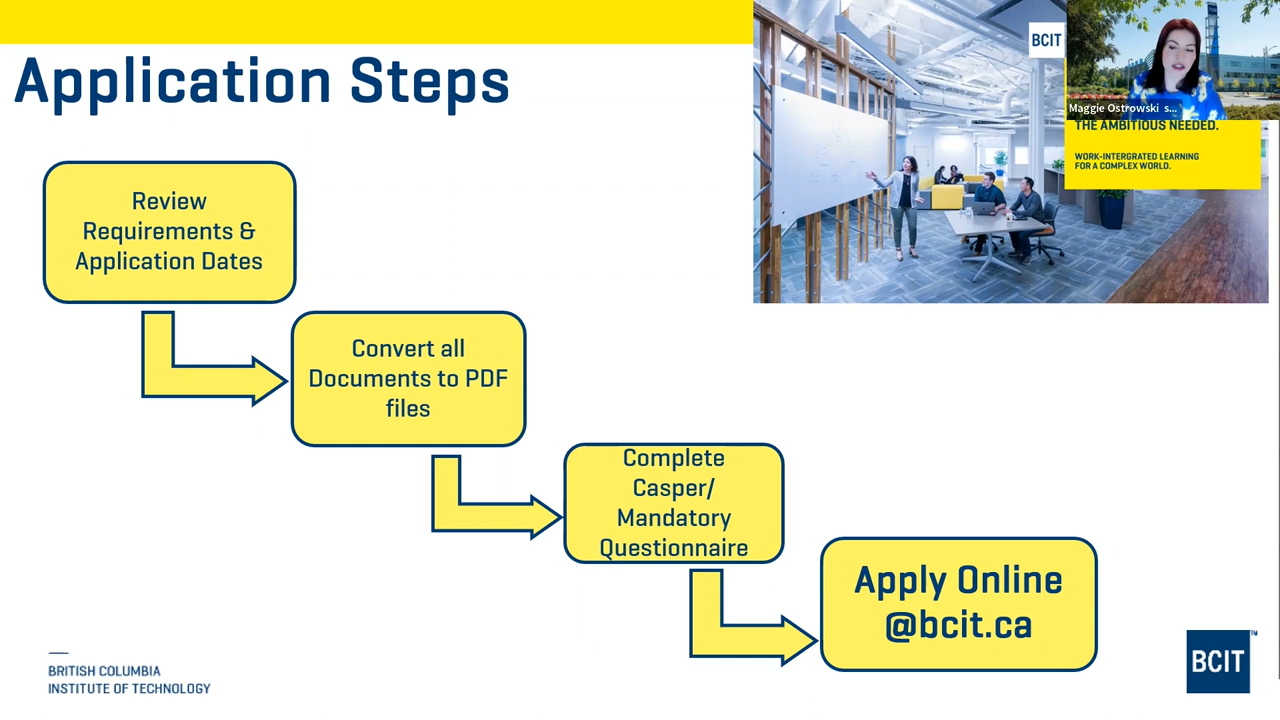 Application Steps
Review
Requirements &
Application Dates
Convert all
Documents to PDF
files
Complete
Casper/
Mandatory
Questionnaire
Apply Online
@bcit.ca
BCIT
Maggie Ostrowski s...
THE AMBITIOUS NEEDED.
WORK-INTERGRATED LEARNING
FOR A COMPLEX WORLD.
BRITISH COLUMBIA
INSTITUTE OF TECHNOLOGY
BCIT™